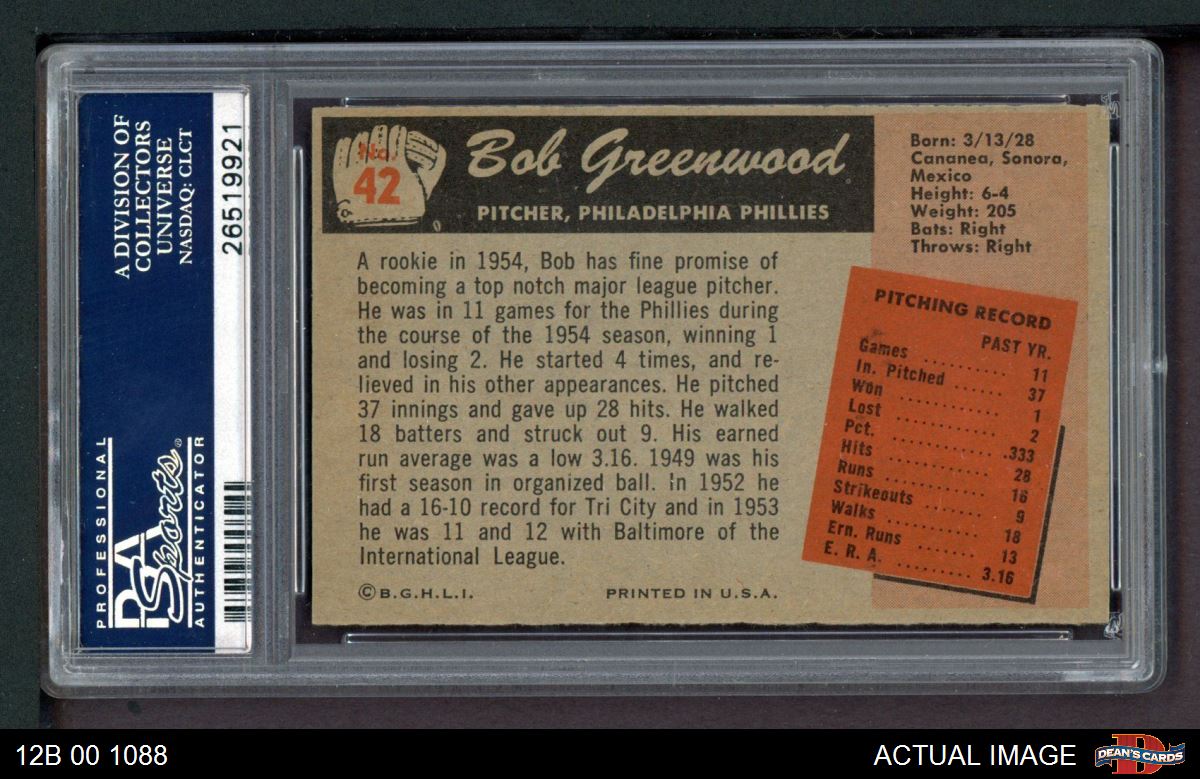 A DIVISION OF
COLLECTORS
UNIVERSE
NASDAQ: CLCT
26519921
PROFESSIONAL
PSA
Sports®
AUTHENTICATOR
No.
42
Bob Greenwood
PITCHER, PHILADELPHIA PHILLIES
Born: 3/13/28
Cananea, Sonora,
Mexico
Height: 6-4
Weight: 205
Bats: Right
Throws: Right
A rookie in 1954, Bob has fine promise of
becoming a top notch major league pitcher.
He was in 11 games for the Phillies during
the course of the 1954 season, winning 1
and losing 2. He started 4 times, and re-
lieved in his other appearances. He pitched
37 innings and gave up 28 hits. He walked
18 batters and struck out 9. His earned
run average was a low 3.16. 1949 was his
first season in organized ball. In 1952 he
had a 16-10 record for Tri City and in 1953
he was 11 and 12 with Baltimore of the
International League.
©B.G.H.L.I. PRINTED IN U.S.A.
PITCHING RECORD
PAST YR.
Games .......... 11
In. Pitched ....... 37
Won ............ 1
Lost ............ 2
Pct. ............ .333
Hits ............ 28
Runs ............ 16
Strikeouts ........ 9
Walks ........... 18
Ern. Runs ....... 13
E. R. A. ......... 3.16
12B 00 1088
ACTUAL IMAGE
D
DEAN'S CARDS